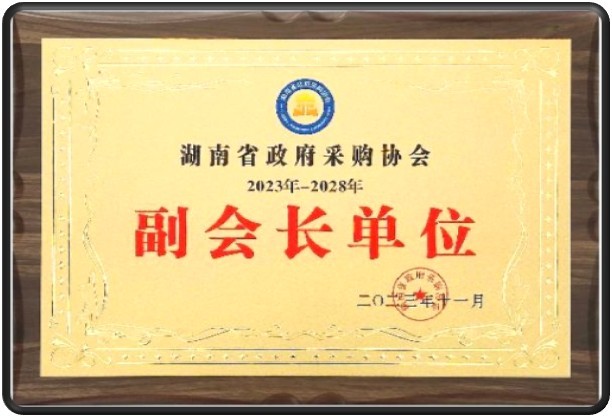 湖南省政府采购协会
2023年-2028年
副会长单位
二〇二三年十一月